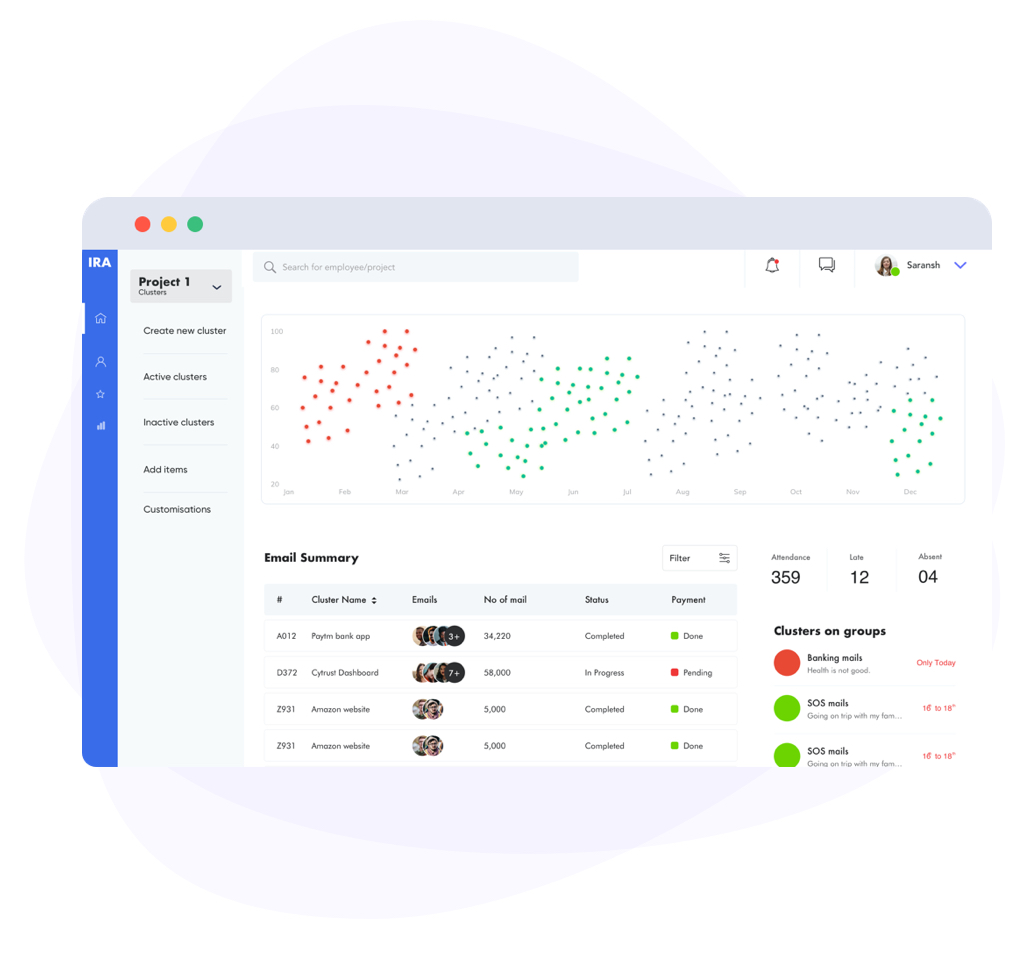 IRA
Project 1
Clusters
Create new cluster
Active clusters
Inactive clusters
Add items
Customisations
Search for employee/project
Saransh
100
80
60
40
20
Jan Feb Mar Apr May Jun Jul Aug Sep Oct Nov Dec
Email Summary
Filter
# Cluster Name Emails No of mail Status Payment
A012 Paytm bank app 3+ 34,220 Completed Done
D372 Cytrust Dashboard 7+ 58,000 In Progress Pending
Z931 Amazon website 5,000 Completed Done
Z931 Amazon website 5,000 Completed Done
Attendance Late Absent
359 12 04
Clusters on groups
Banking mails
Health is not good.
Only Today
SOS mails
Going on trip with my fam...
16 to 18
SOS mails
Going on trip with my fam...
16 to 18